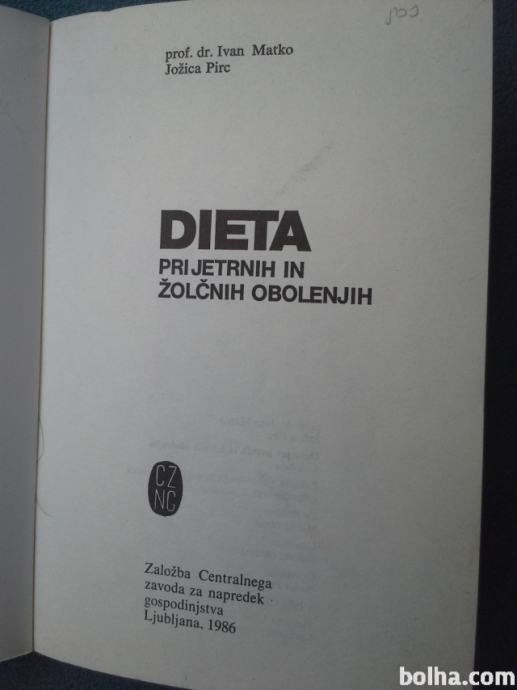 prof. dr. Ivan Matko
Jožica Pirc
DIETA
PRI JETRNIH IN
ŽOLČNIH OBOLENJIH
CZ
NG
Založba Centralnega
zavoda za napredek
gospodinjstva
Ljubljana, 1986
bolha.com